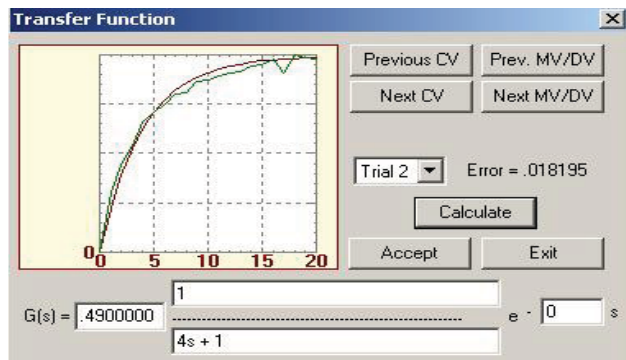 Transfer Function
Previous CV
Prev. MV/DV
Next CV
Next MV/DV
Trial 2
Error = .018195
Calculate
Accept
Exit
0
0 5 10 15 20
G(s) = .4900000
1
------------------------------------------------------------
4s + 1
e - 0 s